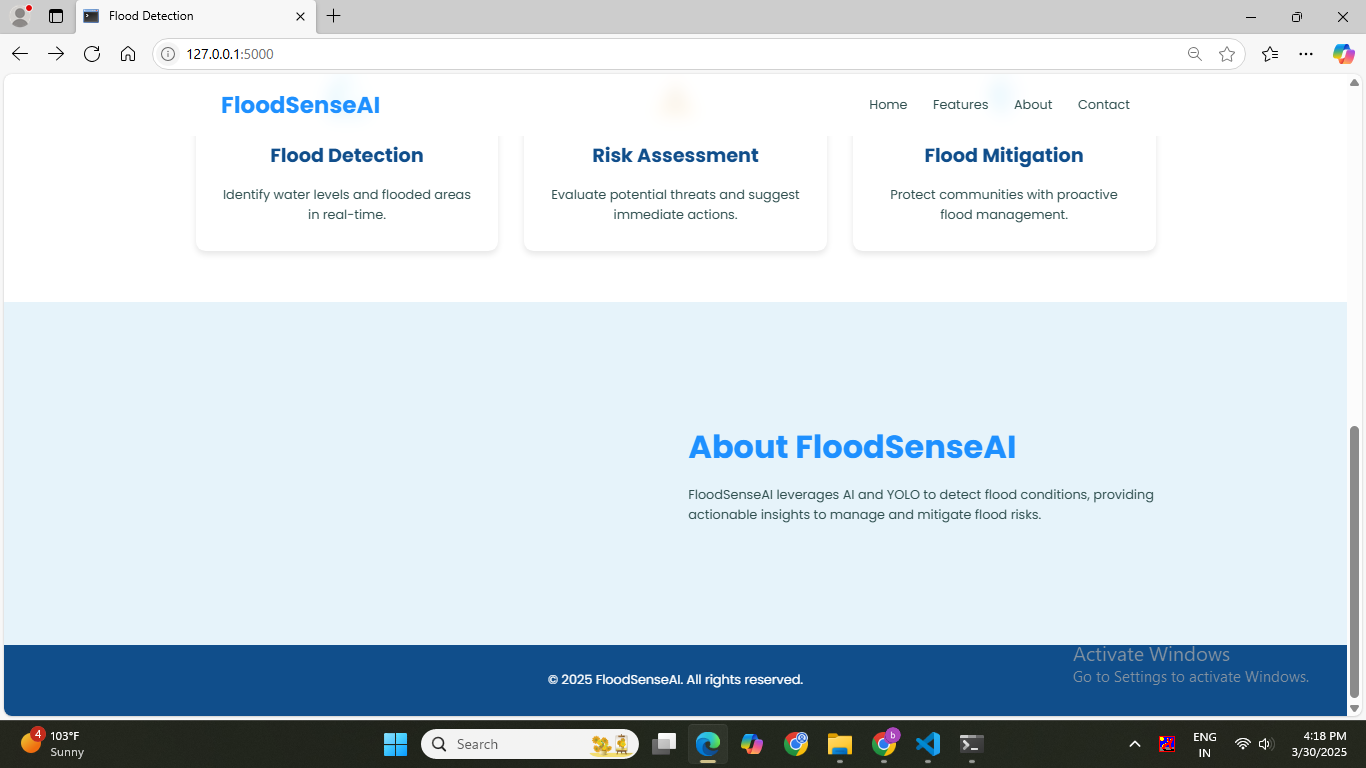 Flood Detection
127.0.0.1:5000
FloodSenseAI
Home Features About Contact
Flood Detection
Identify water levels and flooded areas
in real-time.
Risk Assessment
Evaluate potential threats and suggest
immediate actions.
Flood Mitigation
Protect communities with proactive
flood management.
About FloodSenseAI
FloodSenseAI leverages AI and YOLO to detect flood conditions, providing
actionable insights to manage and mitigate flood risks.
© 2025 FloodSenseAI. All rights reserved.
Activate Windows
Go to Settings to activate Windows.
4
103°F
Sunny
Search
b
ENG
IN
4:18 PM
3/30/2025